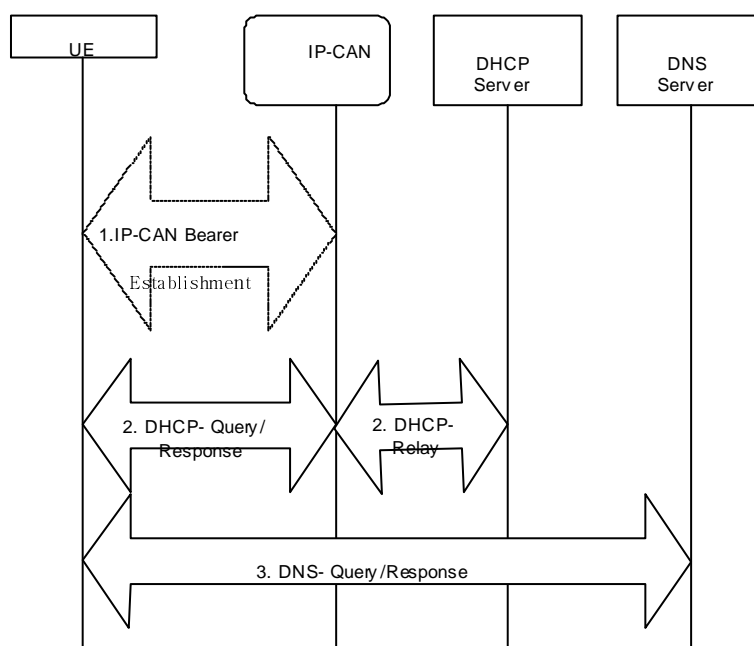 UE
IP-CAN
DHCP
Server
DNS
Server
1.IP-CAN Bearer
Establishment
2. DHCP- Query/
Response
2. DHCP-
Relay
3. DNS- Query/Response